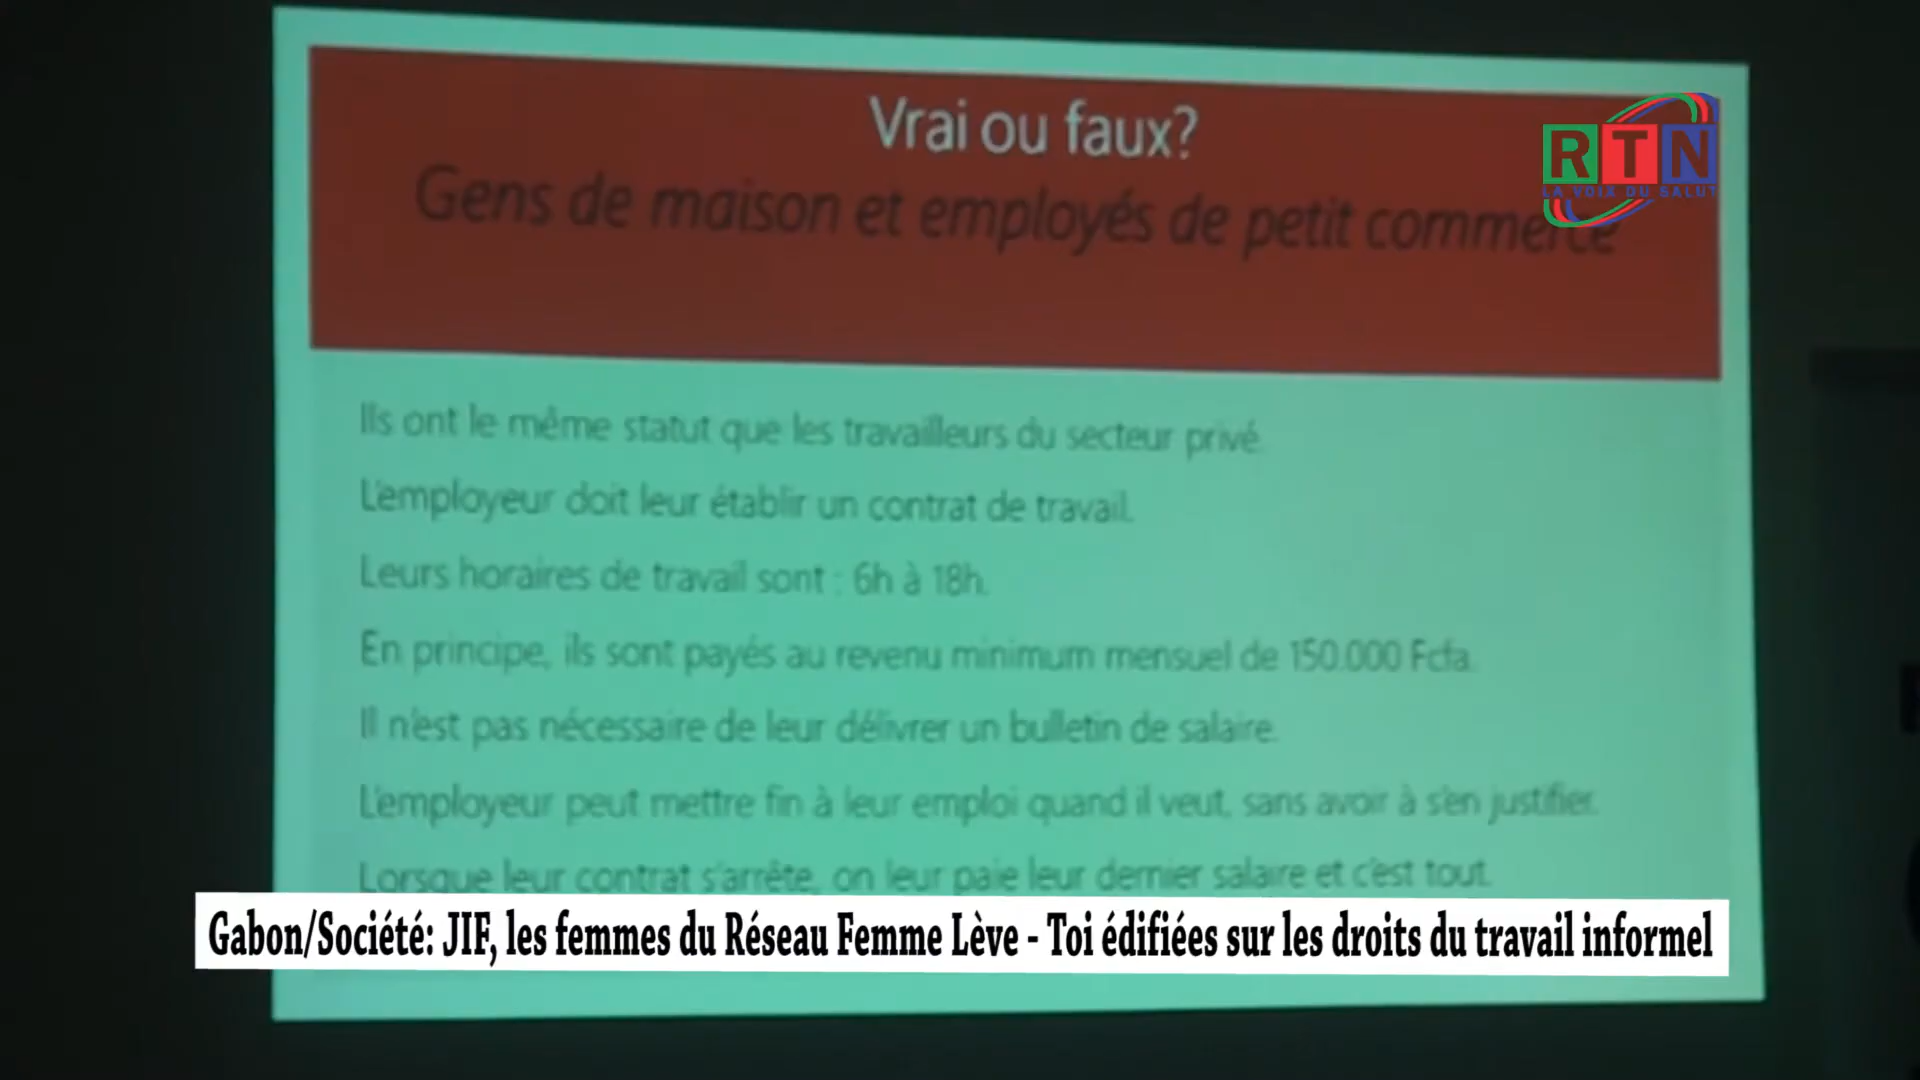 Vrai ou faux?
Gens de maison et employés de petit commerce
RTN
LA VOIX DU SALUT
Ils ont le même statut que les travailleurs du secteur privé.
L'employeur doit leur établir un contrat de travail.
Leurs horaires de travail sont : 6h à 18h.
En principe, ils sont payés au revenu minimum mensuel de 150.000 Fcfa.
Il n'est pas nécessaire de leur délivrer un bulletin de salaire.
L'employeur peut mettre fin à leur emploi quand il veut, sans avoir à s'en justifier.
Lorsque leur contrat s'arrête, on leur paie leur dernier salaire et c'est tout.
Gabon/Société: JIF, les femmes du Réseau Femme Lève - Toi édifiées sur les droits du travail informel